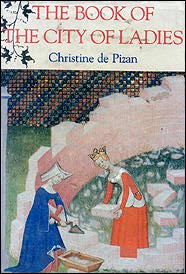 THE BOOK OF
THE CITY OF LADIES
Christine de Pizan